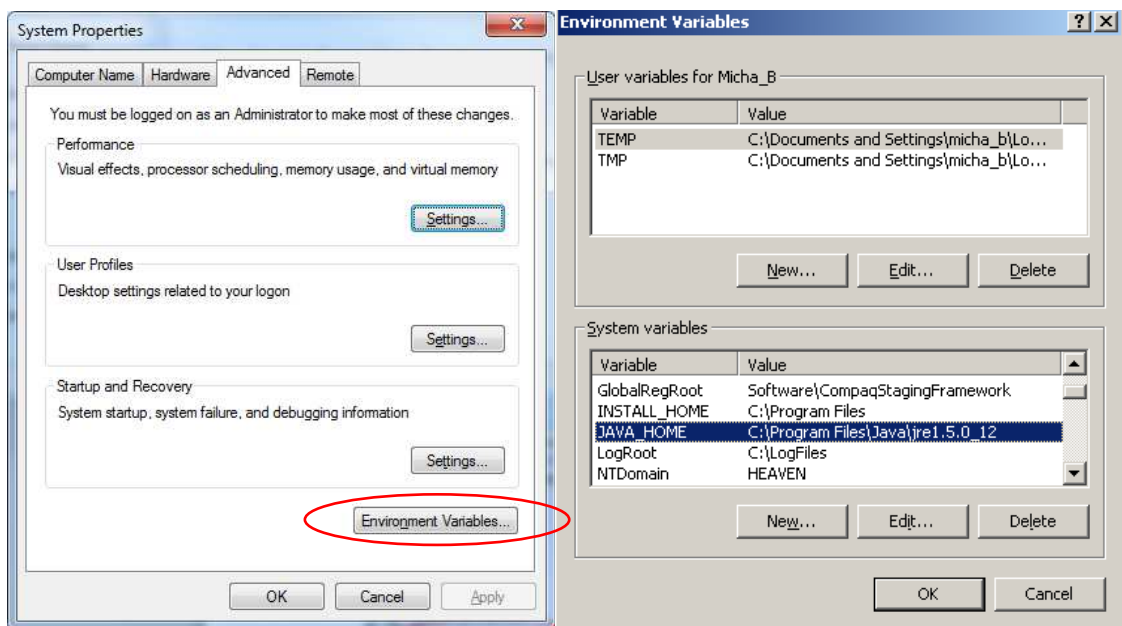 System Properties
Computer Name Hardware Advanced Remote
You must be logged on as an Administrator to make most of these changes.
Performance
Visual effects, processor scheduling, memory usage, and virtual memory
Settings...
User Profiles
Desktop settings related to your logon
Settings...
Startup and Recovery
System startup, system failure, and debugging information
Settings...
Environment Variables...
OK Cancel Apply
Environment Variables
User variables for Micha_B
Variable Value
TEMP C:\Documents and Settings\micha_b\Lo...
TMP C:\Documents and Settings\micha_b\Lo...
New... Edit... Delete
System variables
Variable Value
GlobalRegRoot Software\CompaqStagingFramework
INSTALL_HOME C:\Program Files
JAVA_HOME C:\Program Files\Java\jre1.5.0_12
LogRoot C:\LogFiles
NTDomain HEAVEN
New... Edit... Delete
OK Cancel